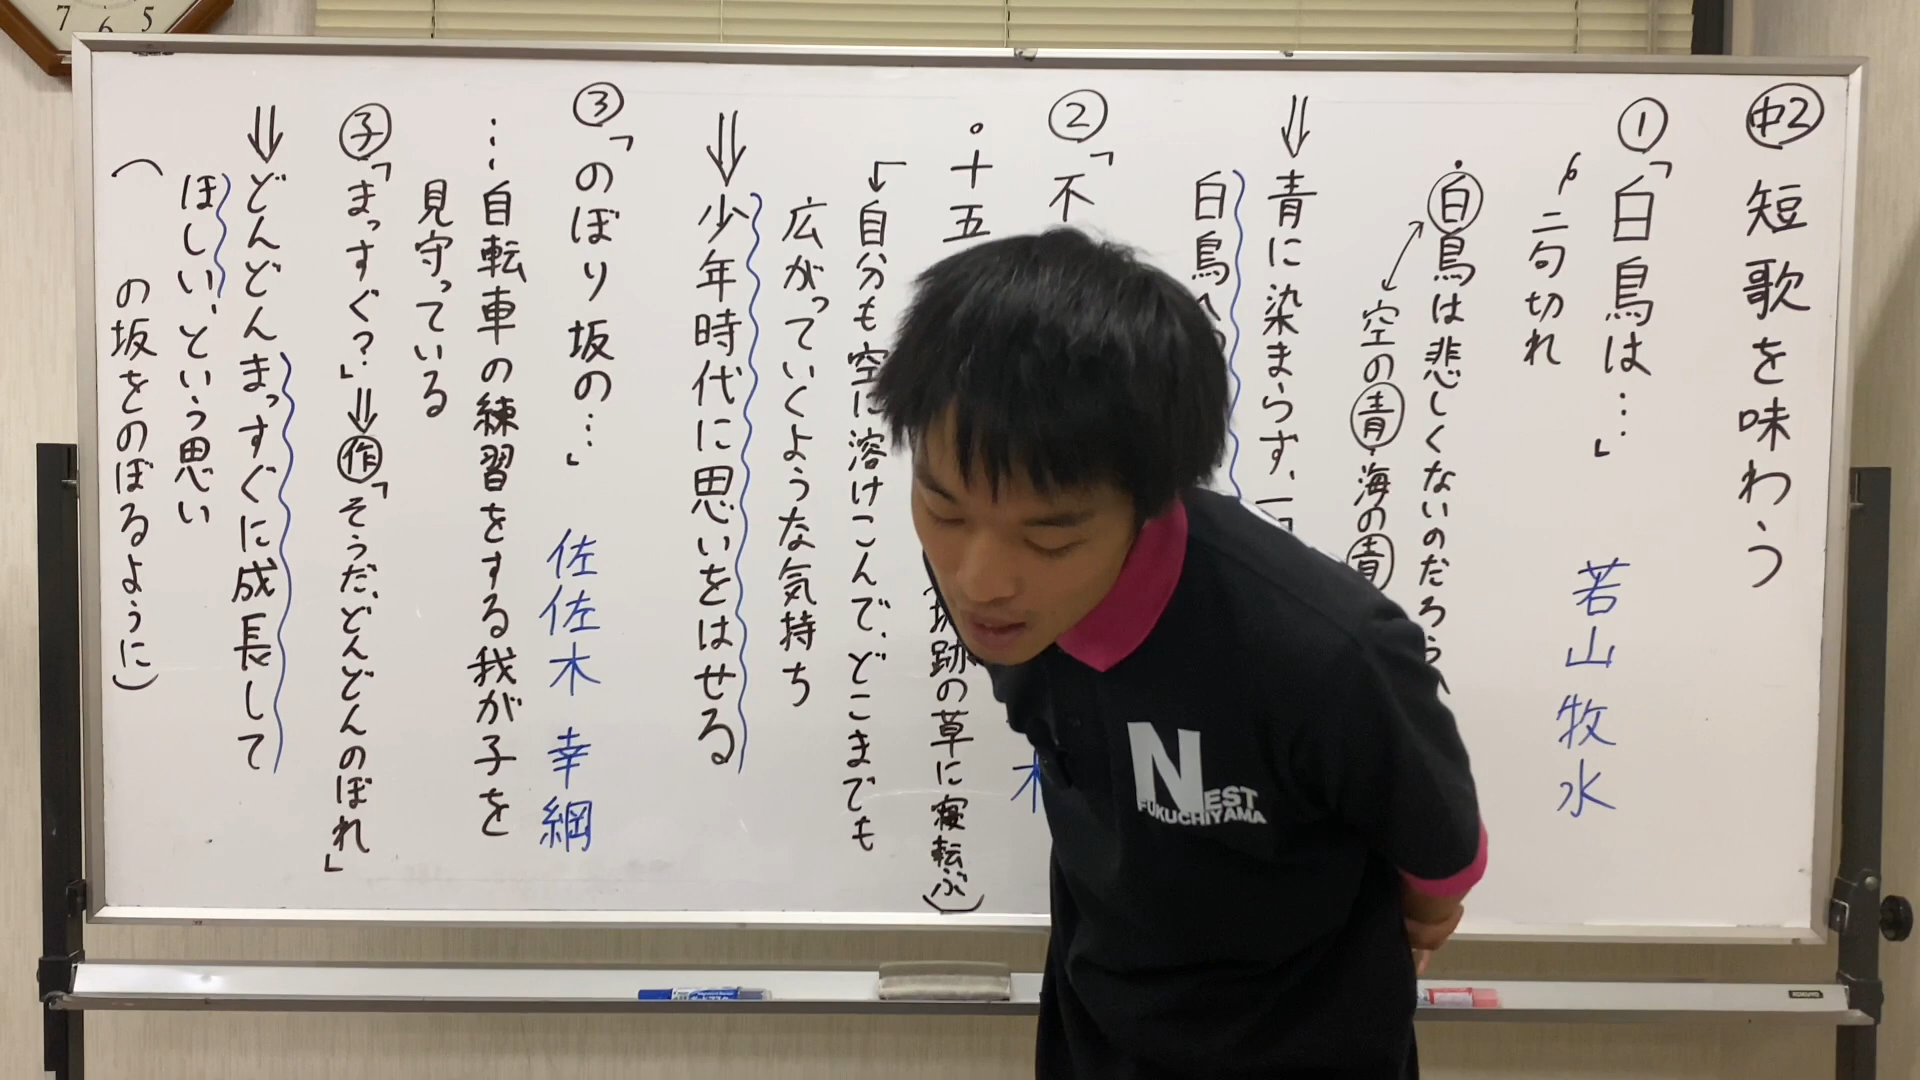 中2 短歌を味わう
①「白鳥は…」 若山牧水
二句切れ
・白鳥は悲しくないのだろう
空の青・海の青
⇓青に染まらず、
白鳥
②「不
・十五
跡の草に寝転ぶ)
自分も空に溶けこんで、どこまでも
広がっていくような気持ち
⇓少年時代に思いをはせる
③「のぼり坂の…」 佐佐木 幸綱
…自転車の練習をする我が子を
見守っている
子「まっすぐ?」⇓作「そうだ、どんどんのぼれ」
⇓どんどんまっすぐに成長して
ほしい、という思い
( の坂をのぼるように)
7 6 5
NEST
FUKUCHIYAMA
KOKUYO